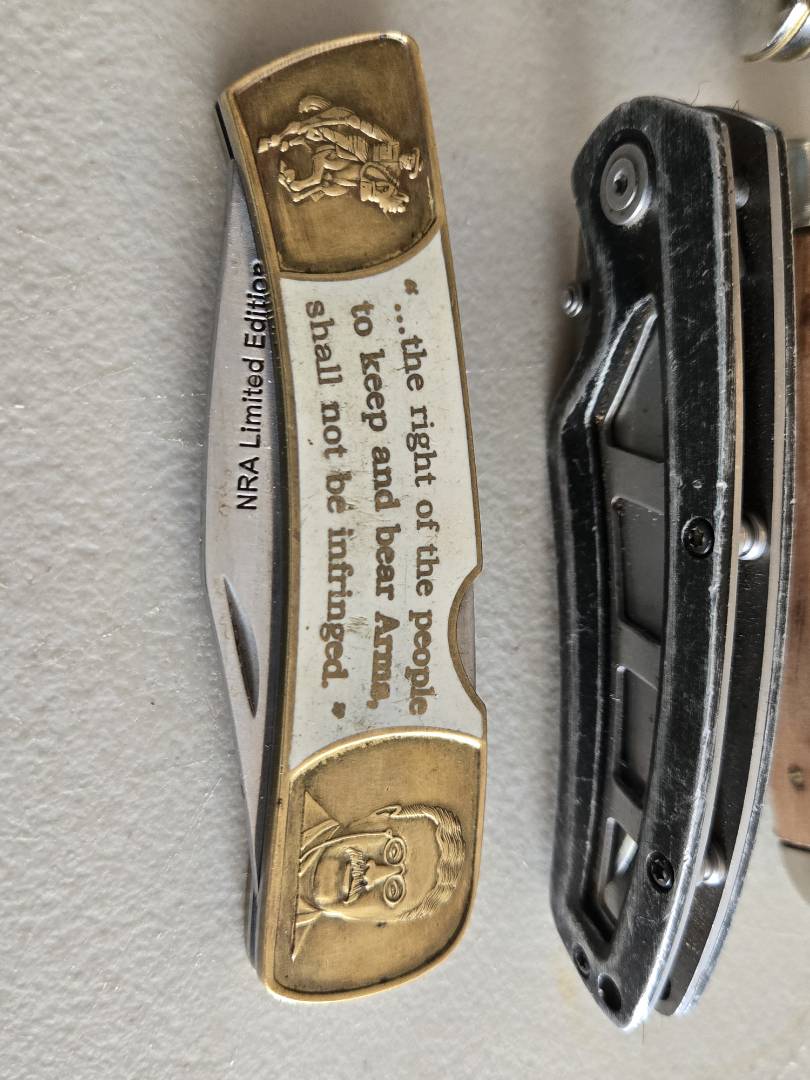 “ ...the right of the people
to keep and bear Arms,
shall not be infringed. ”
NRA Limited Edition